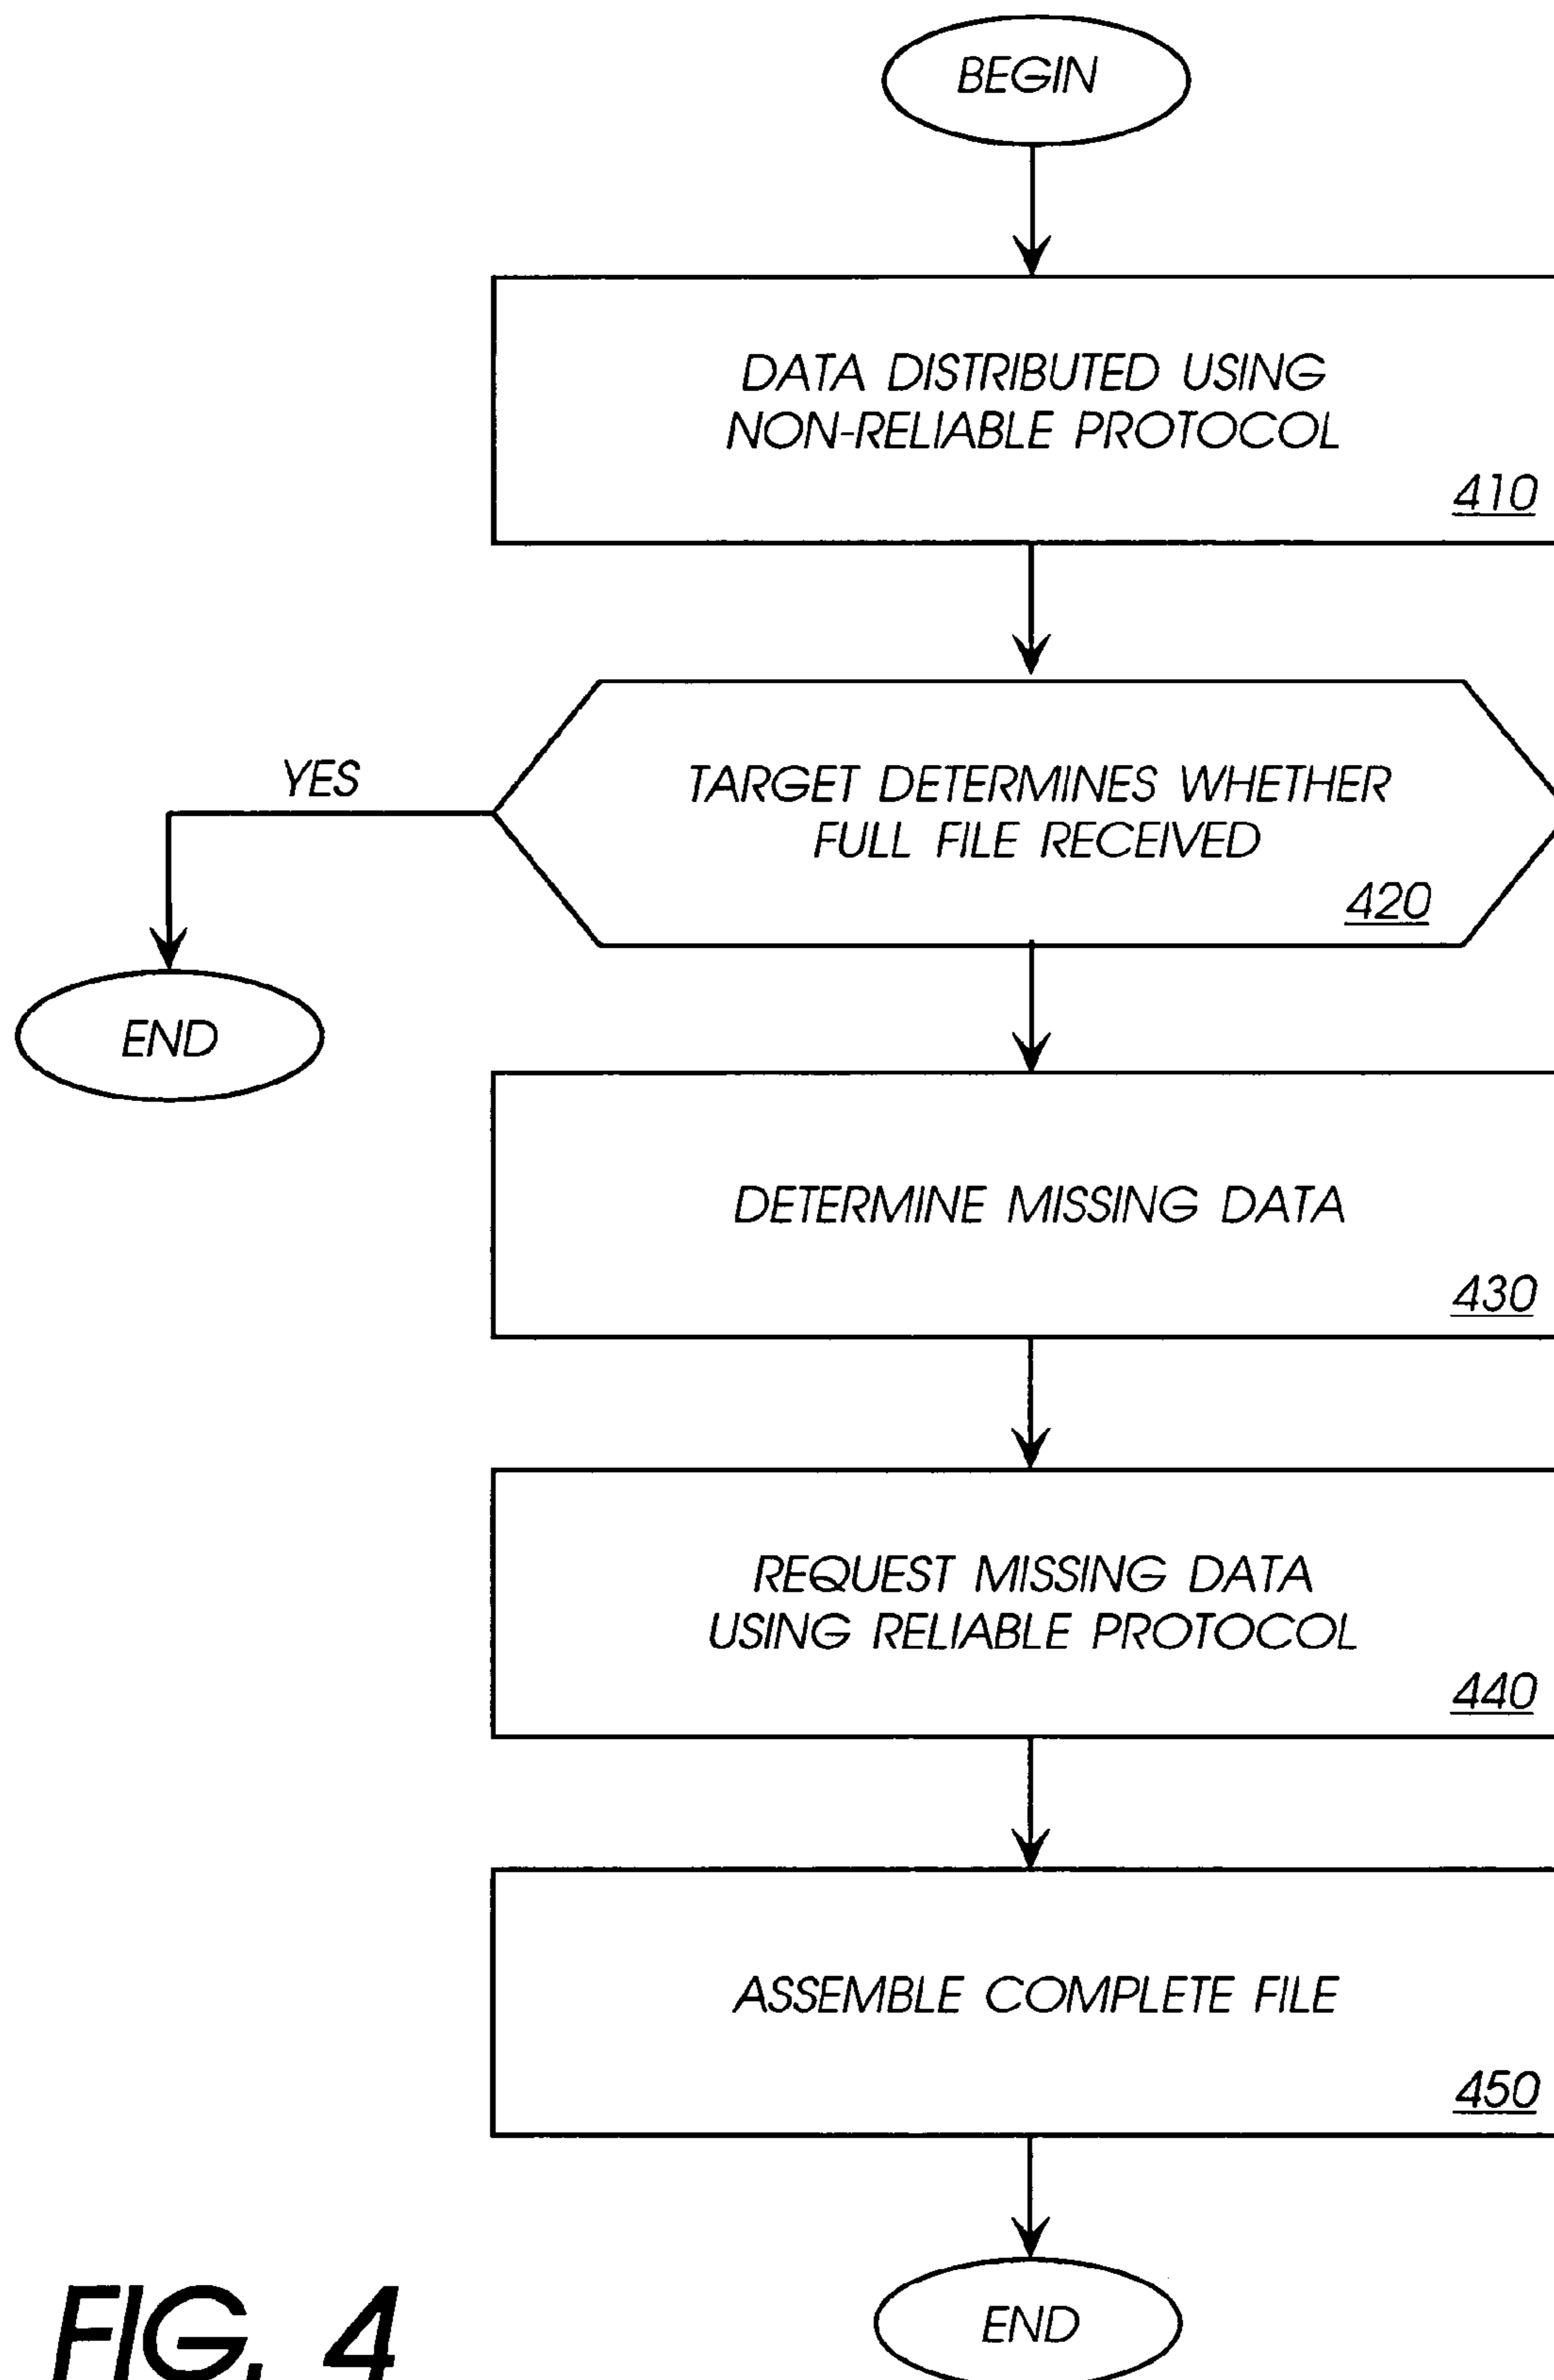 BEGIN
DATA DISTRIBUTED USING
NON-RELIABLE PROTOCOL
410
TARGET DETERMINES WHETHER
FULL FILE RECEIVED
420
YES
END
DETERMINE MISSING DATA
430
REQUEST MISSING DATA
USING RELIABLE PROTOCOL
440
ASSEMBLE COMPLETE FILE
450
END
FIG. 4